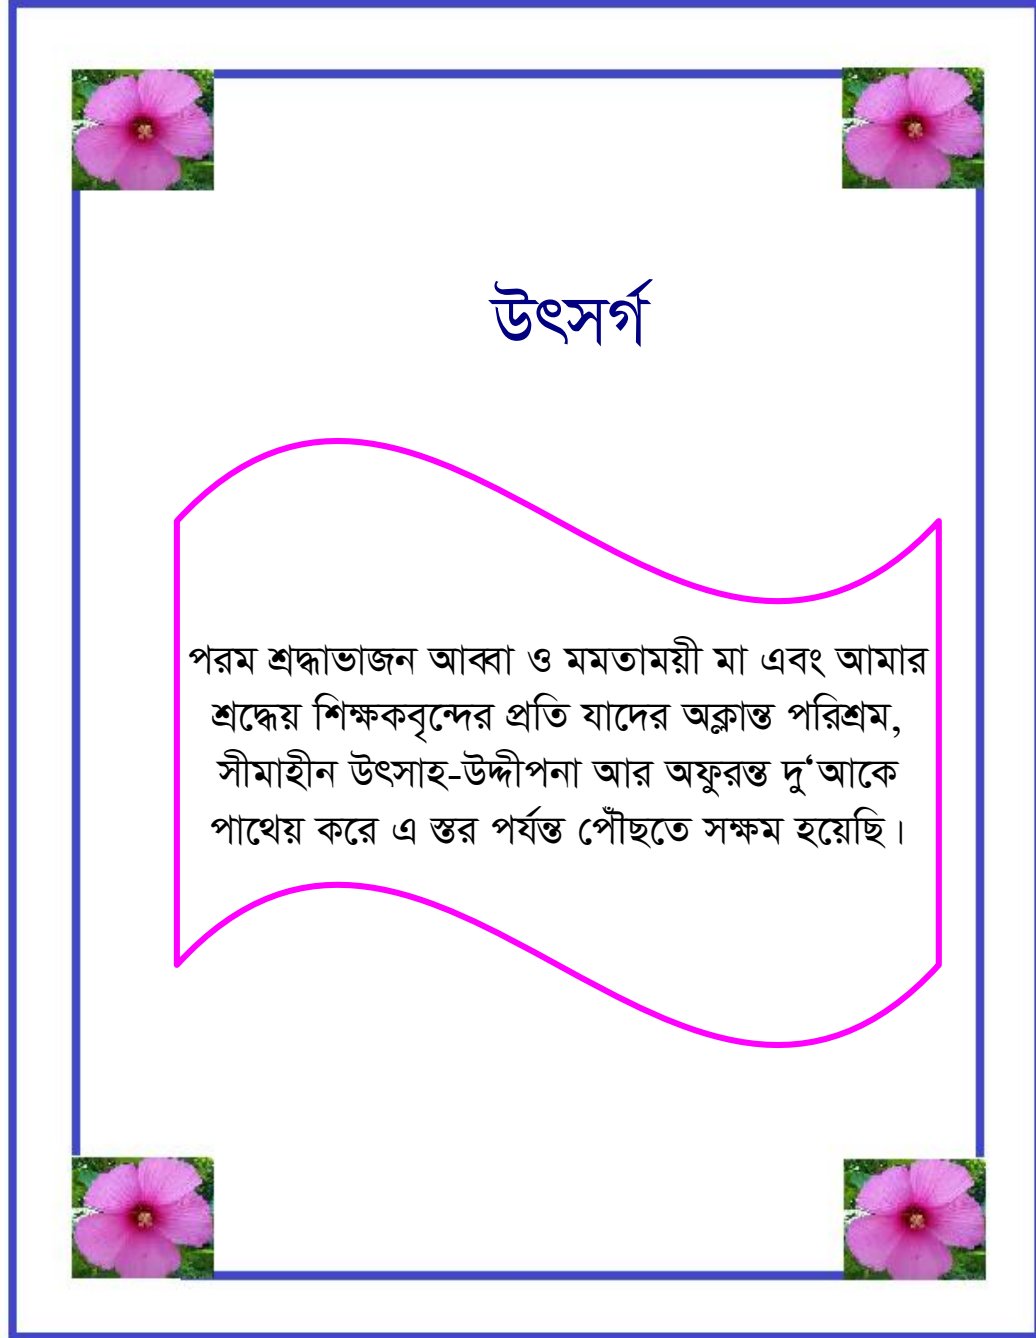 উৎসর্গ
পরম শ্রদ্ধাভাজন আব্বা ও মমতাময়ী মা এবং আমার
শ্রদ্ধেয় শিক্ষকবৃন্দের প্রতি যাদের অক্লান্ত পরিশ্রম,
সীমাহীন উৎসাহ-উদ্দীপনা আর অফুরন্ত দু‘আকে
পাথেয় করে এ স্তর পর্যন্ত পৌঁছতে সক্ষম হয়েছি।